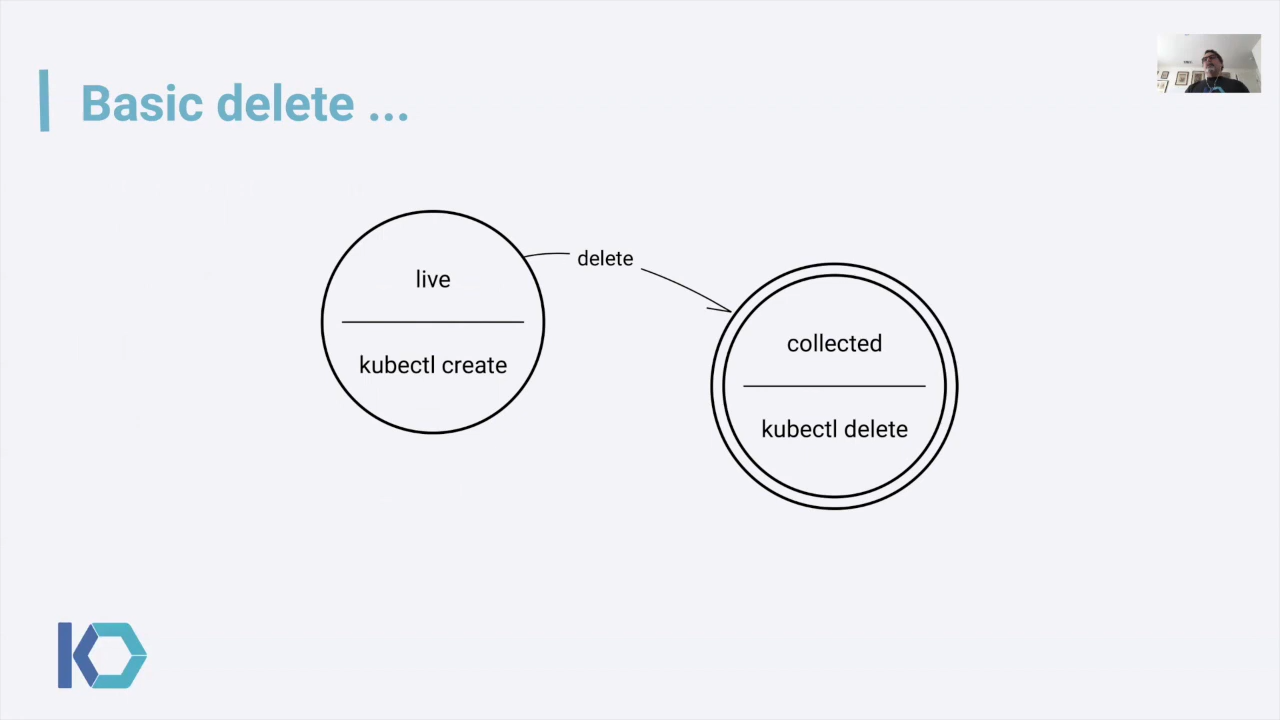 Basic delete ...
live
kubectl create
delete
collected
kubectl delete